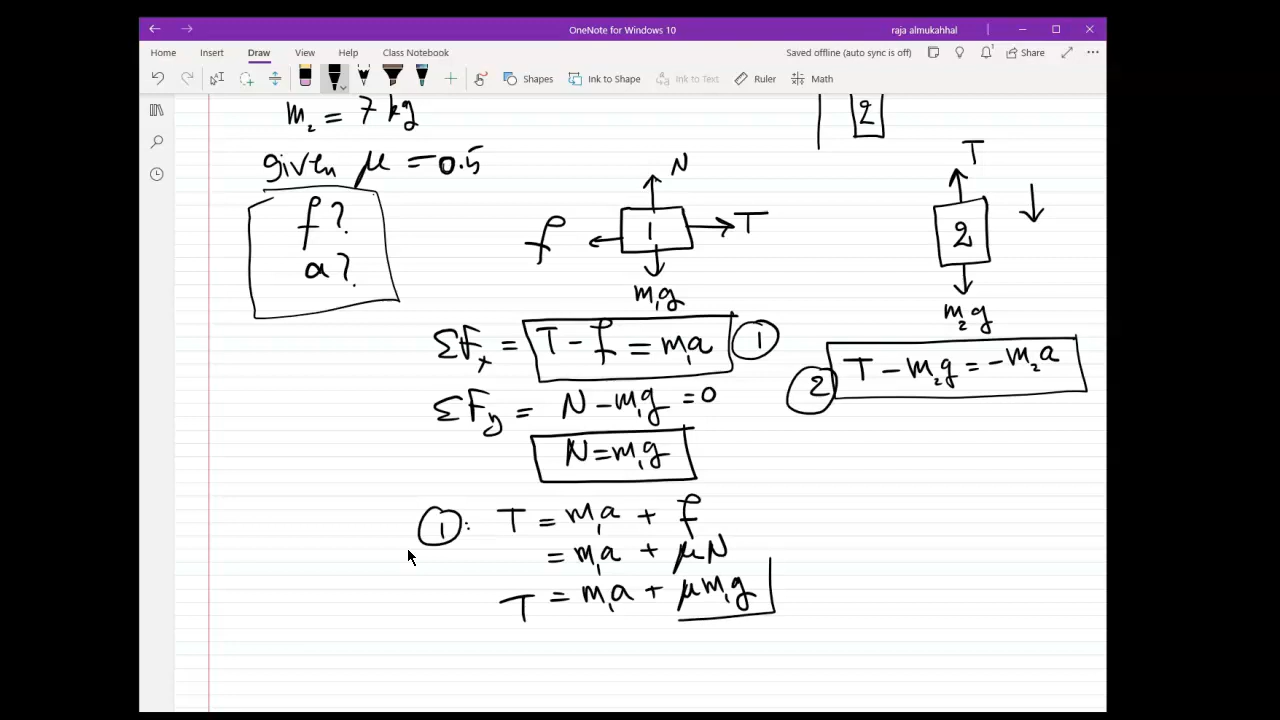 OneNote for Windows 10
raja almukahhal
Home Insert Draw View Help Class Notebook
Saved offline (auto sync is off)
Share
Shapes
Ink to Shape
Ink to Text
Ruler
Math
m₂ = 7 kg
2
given μ = 0.5
f?
a?
N
f 1 T
m₁g
T
2
m₂g
ΣFx = T - f = m₁a ①
② T - m₂g = -m₂a
ΣFy = N - m₁g = 0
N = m₁g
①: T = m₁a + f
= m₁a + μN
T = m₁a + μm₁g